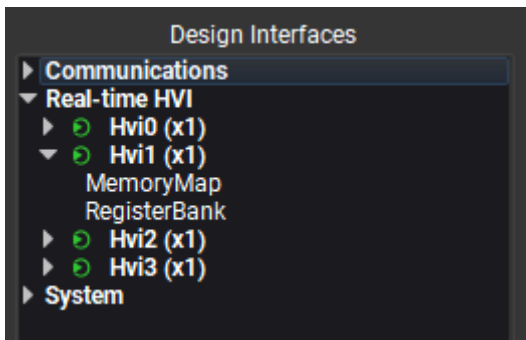 Design Interfaces
Communications
Real-time HVI
Hvi0 (x1)
Hvi1 (x1)
MemoryMap
RegisterBank
Hvi2 (x1)
Hvi3 (x1)
System